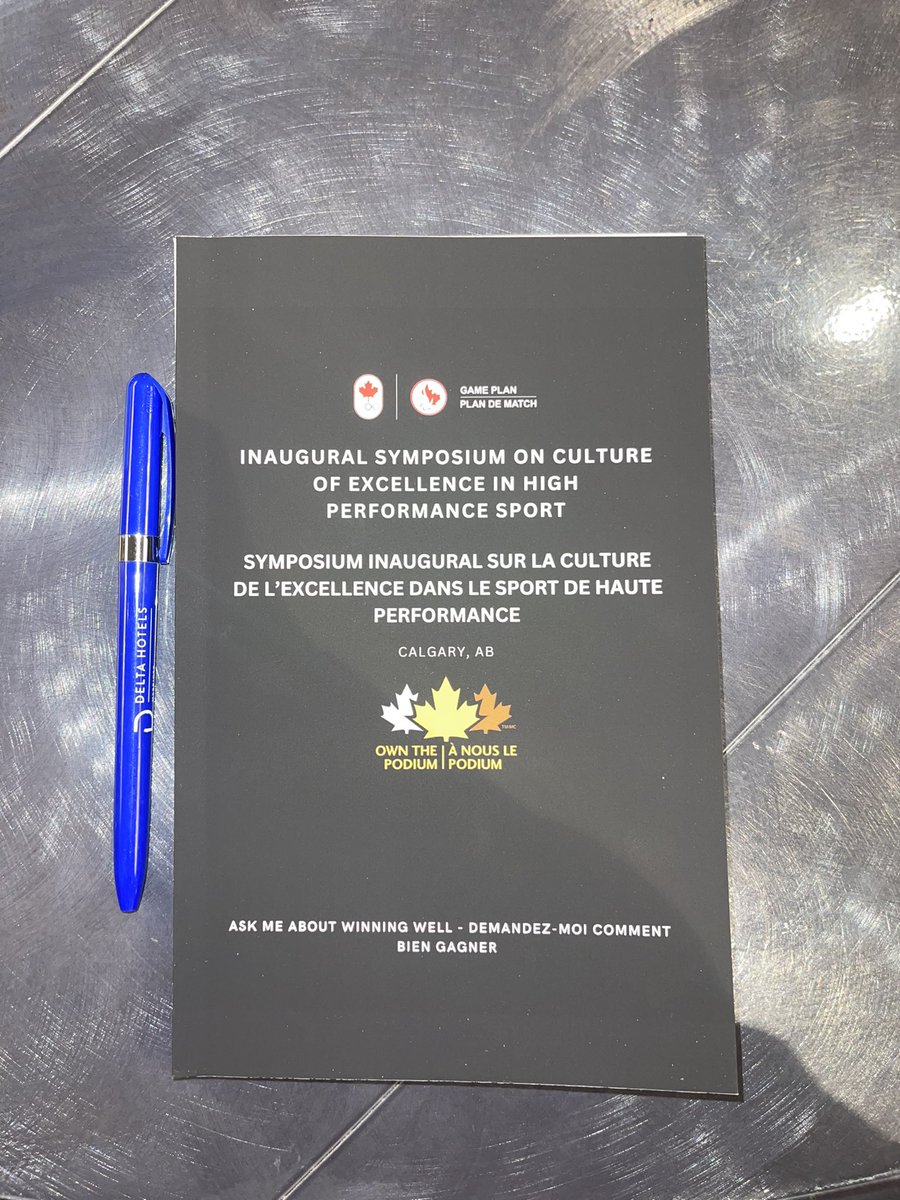 GAME PLAN
PLAN DE MATCH
INAUGURAL SYMPOSIUM ON CULTURE
OF EXCELLENCE IN HIGH
PERFORMANCE SPORT
SYMPOSIUM INAUGURAL SUR LA CULTURE
DE L'EXCELLENCE DANS LE SPORT DE HAUTE
PERFORMANCE
CALGARY, AB
TM/MC
OWN THE À NOUS LE
PODIUM PODIUM
ASK ME ABOUT WINNING WELL - DEMANDEZ-MOI COMMENT
BIEN GAGNER
DELTA HOTELS